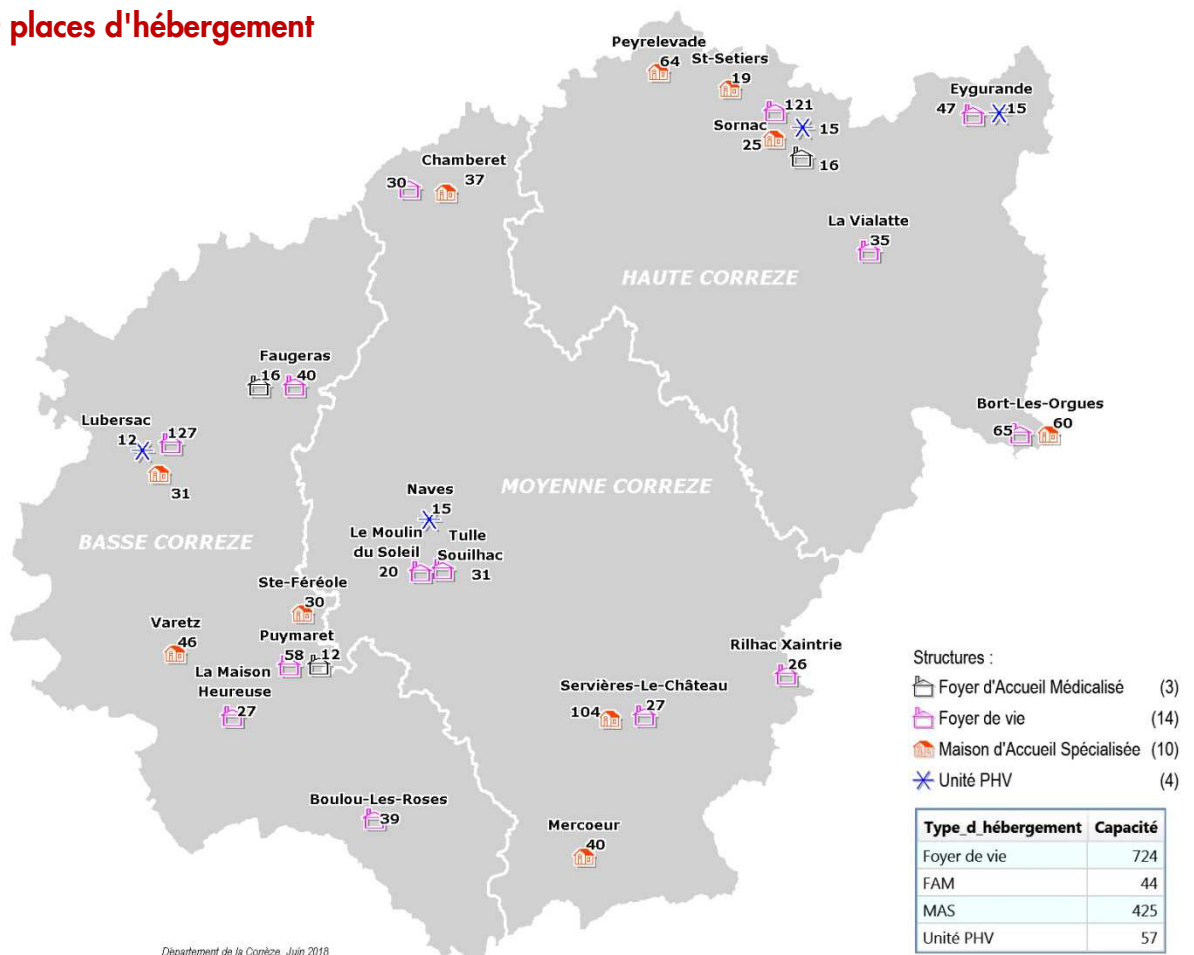 places d'hébergement
Peyrelevade
64
St-Setiers
19
121
Sornac
15
25
16
Eygurande
47
15
Chamberet
30
37
La Vialatte
35
HAUTE CORREZE
Faugeras
16
40
Bort-Les-Orgues
65
60
Lubersac
12
127
31
MOYENNE CORREZE
Naves
15
Le Moulin
du Soleil
20
Tulle
Souilhac
31
BASSE CORREZE
Ste-Féréole
30
Varetz
46
Puymaret
58
12
La Maison
Heureuse
27
Rilhac Xaintrie
26
Servières-Le-Château
104
27
Boulou-Les-Roses
39
Mercoeur
40
Structures :
Foyer d'Accueil Médicalisé (3)
Foyer de vie (14)
Maison d'Accueil Spécialisée (10)
Unité PHV (4)
Type_d_hébergement Capacité
Foyer de vie 724
FAM 44
MAS 425
Unité PHV 57
Département de la Corrèze, Juin 2018